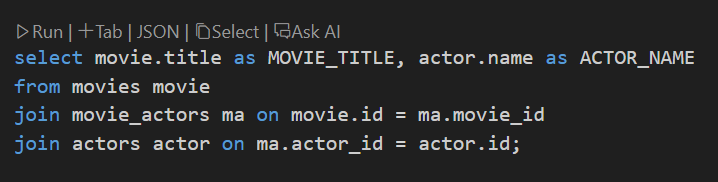 Run | +Tab | JSON | Select | Ask AI
select movie.title as MOVIE_TITLE, actor.name as ACTOR_NAME
from movies movie
join movie_actors ma on movie.id = ma.movie_id
join actors actor on ma.actor_id = actor.id;